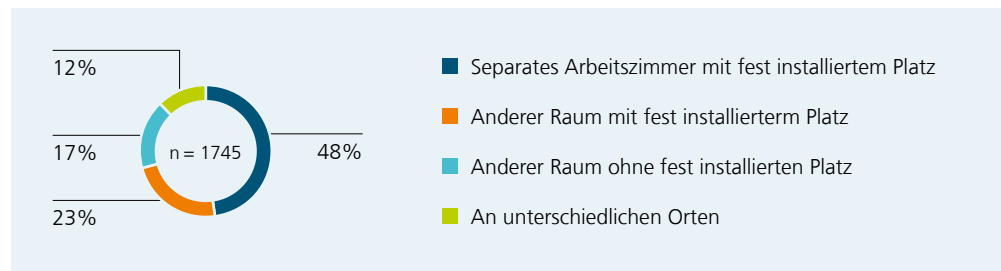 12%
17%
23%
n = 1745
48%
Separates Arbeitszimmer mit fest installiertem Platz
Anderer Raum mit fest installierterm Platz
Anderer Raum ohne fest installierten Platz
An unterschiedlichen Orten